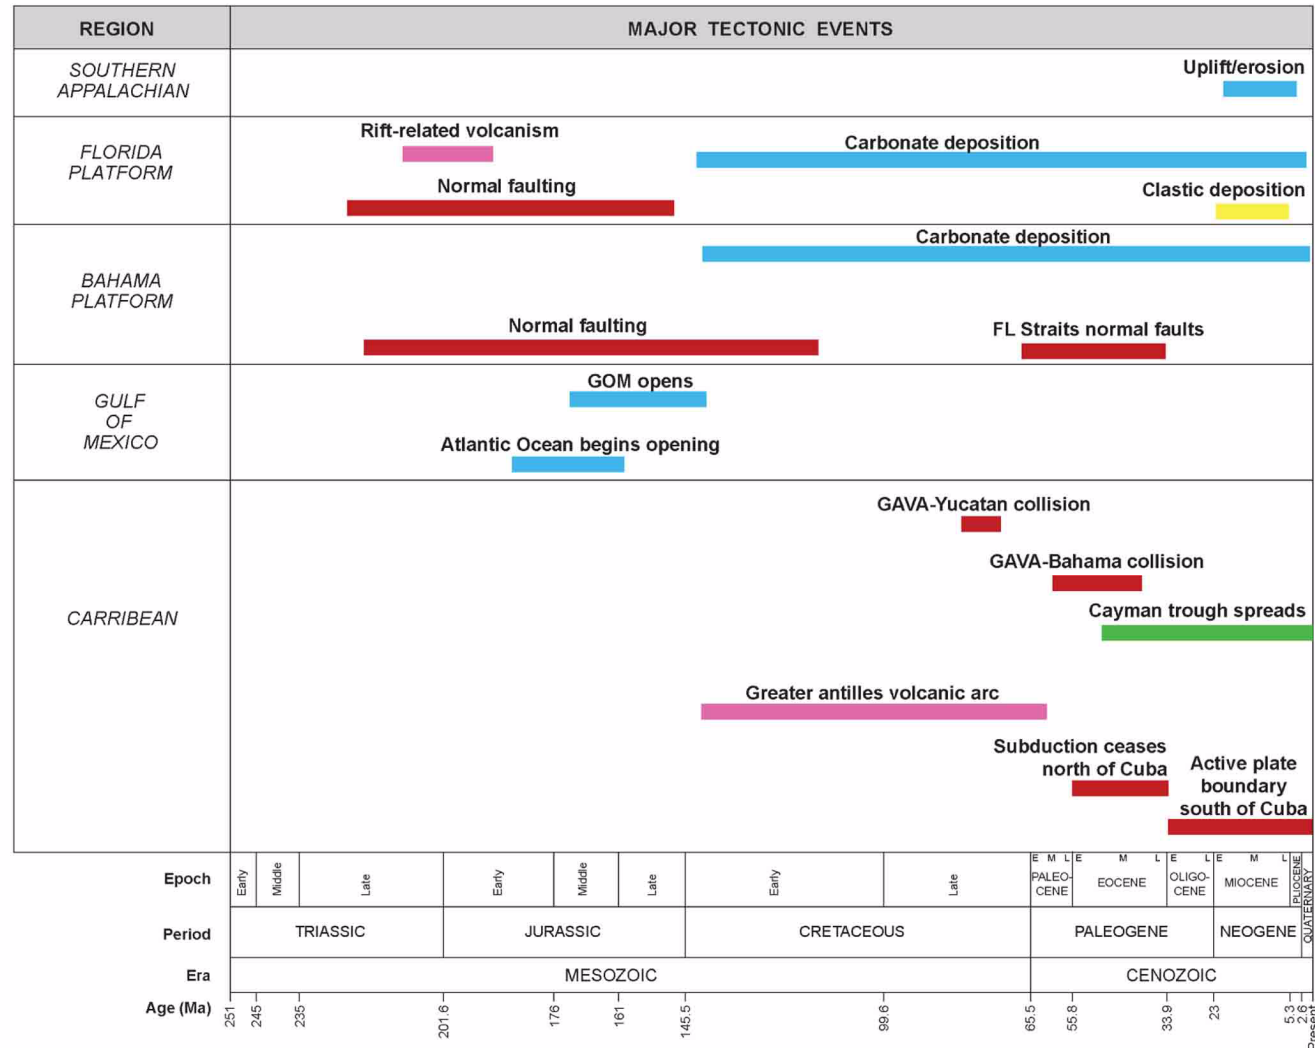 REGION
MAJOR TECTONIC EVENTS
SOUTHERN
APPALACHIAN
Uplift/erosion
FLORIDA
PLATFORM
Rift-related volcanism
Carbonate deposition
Normal faulting
Clastic deposition
BAHAMA
PLATFORM
Carbonate deposition
Normal faulting
FL Straits normal faults
GULF
OF
MEXICO
GOM opens
Atlantic Ocean begins opening
CARRIBEAN
GAVA-Yucatan collision
GAVA-Bahama collision
Cayman trough spreads
Greater antilles volcanic arc
Subduction ceases
north of Cuba
Active plate
boundary
south of Cuba
Epoch
Early
Middle
Late
Early
Middle
Late
Early
Late
E M L
PALEO-
CENE
E M L
EOCENE
E L
OLIGO-
CENE
E M L
MIOCENE
PLIOCENE
QUATERNARY
Period
TRIASSIC
JURASSIC
CRETACEOUS
PALEOGENE
NEOGENE
Era
MESOZOIC
CENOZOIC
Age (Ma)
251
245
235
201.6
176
161
145.5
99.6
65.5
55.8
33.9
23
5.3
2.6
Present